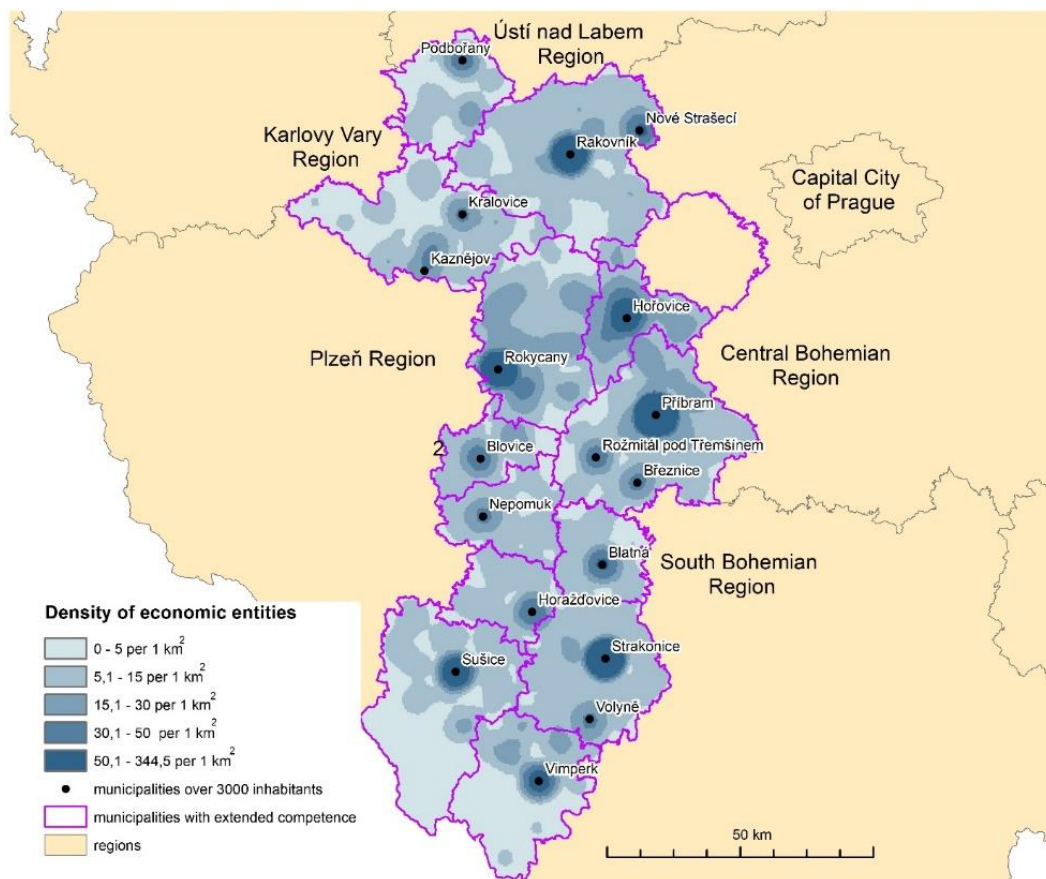 Ústí nad Labem
Region
Podbořany
Nové Strašecí
Rakovník
Karlovy Vary
Region
Capital City
of Prague
Kralovice
Kaznějov
Hořovice
Plzeň Region
Rokycany
Central Bohemian
Region
Příbram
2
Blovice
Rožmitál pod Třemšínem
Březnice
Nepomuk
Blatná
South Bohemian
Region
Horažďovice
Strakonice
Sušice
Volyně
Vimperk
Density of economic entities
0 - 5 per 1 km²
5,1 - 15 per 1 km²
15,1 - 30 per 1 km²
30,1 - 50 per 1 km²
50,1 - 344,5 per 1 km²
municipalities over 3000 inhabitants
municipalities with extended competence
regions
50 km